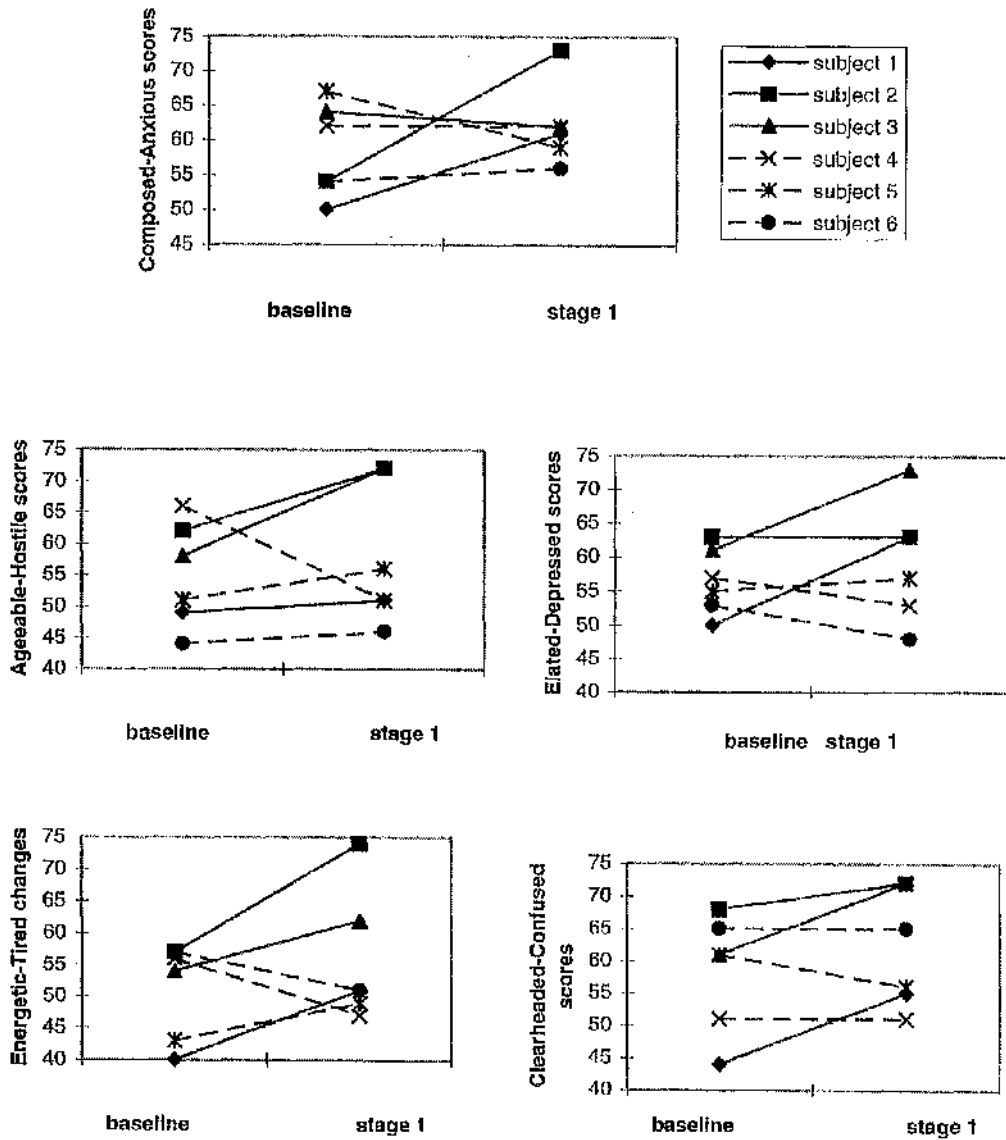 Composed-Anxious scores
75
70
65
60
55
50
45
baseline stage 1
subject 1
subject 2
subject 3
subject 4
subject 5
subject 6
Ageeable-Hostile scores
75
70
65
60
55
50
45
40
baseline stage 1
Elated-Depressed scores
75
70
65
60
55
50
45
40
baseline stage 1
Energetic-Tired changes
75
70
65
60
55
50
45
40
baseline stage 1
Clearheaded-Confused
scores
75
70
65
60
55
50
45
40
baseline stage 1